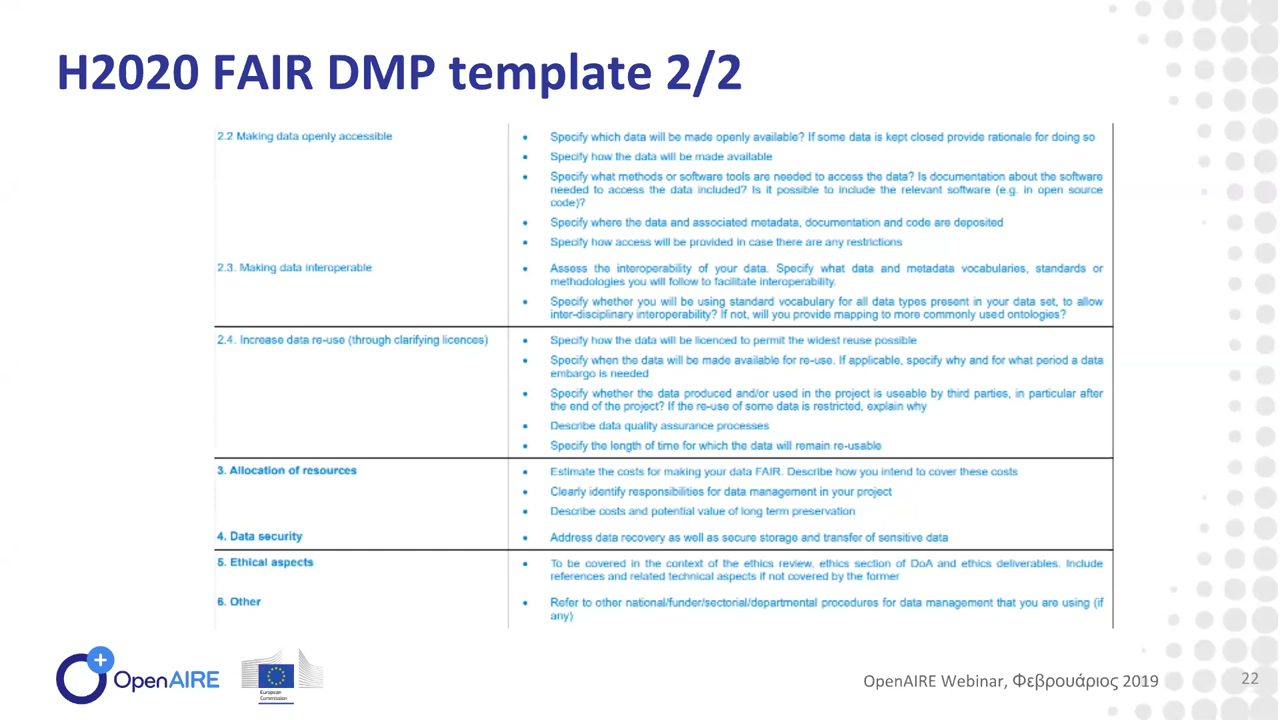 H2020 FAIR DMP template 2/2
2.2 Making data openly accessible
• Specify which data will be made openly available? If some data is kept closed provide rationale for doing so
• Specify how the data will be made available
• Specify what methods or software tools are needed to access the data? Is documentation about the software
needed to access the data included? Is it possible to include the relevant software (e.g. in open source
code)?
• Specify where the data and associated metadata, documentation and code are deposited
• Specify how access will be provided in case there are any restrictions
2.3. Making data interoperable
• Assess the interoperability of your data. Specify what data and metadata vocabularies, standards or
methodologies you will follow to facilitate interoperability.
• Specify whether you will be using standard vocabulary for all data types present in your data set, to allow
inter-disciplinary interoperability? If not, will you provide mapping to more commonly used ontologies?
2.4. Increase data re-use (through clarifying licences)
• Specify how the data will be licenced to permit the widest reuse possible
• Specify when the data will be made available for re-use. If applicable, specify why and for what period a data
embargo is needed
• Specify whether the data produced and/or used in the project is useable by third parties, in particular after
the end of the project? If the re-use of some data is restricted, explain why
• Describe data quality assurance processes
• Specify the length of time for which the data will remain re-usable
3. Allocation of resources
• Estimate the costs for making your data FAIR. Describe how you intend to cover these costs
• Clearly identify responsibilities for data management in your project
• Describe costs and potential value of long term preservation
4. Data security
• Address data recovery as well as secure storage and transfer of sensitive data
5. Ethical aspects
• To be covered in the context of the ethics review, ethics section of DoA and ethics deliverables. Include
references and related technical aspects if not covered by the former
6. Other
• Refer to other national/funder/sectorial/departmental procedures for data management that you are using (if
any)
OpenAIRE
European
Commission
OpenAIRE Webinar, Φεβρουάριος 2019
22